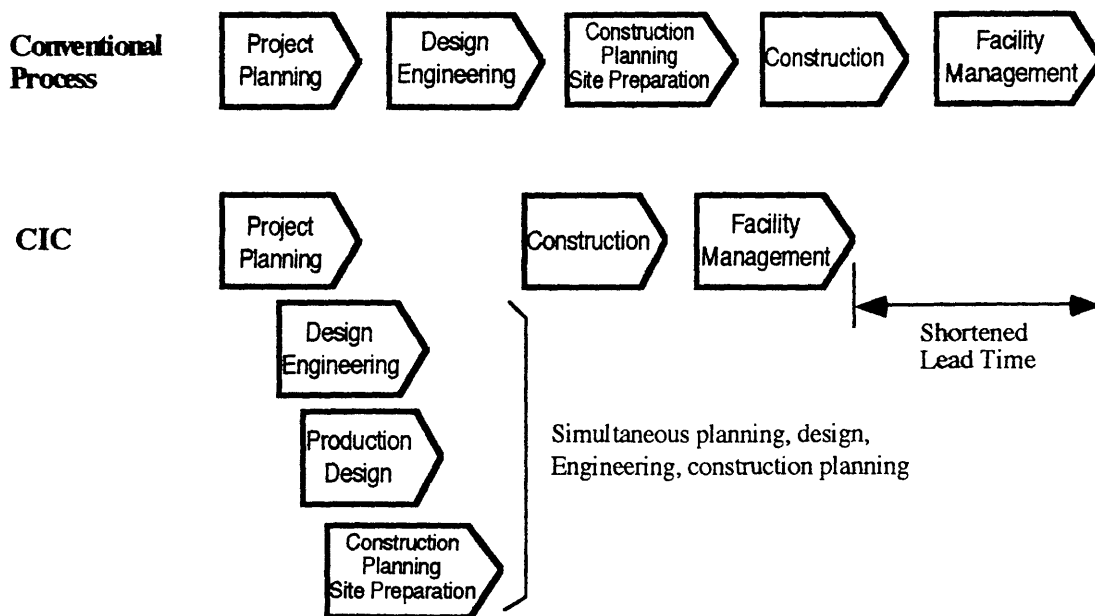 Conventional
Process
Project
Planning
Design
Engineering
Construction
Planning
Site Preparation
Construction
Facility
Management
CIC
Project
Planning
Construction
Facility
Management
Design
Engineering
Shortened
Lead Time
Production
Design
Simultaneous planning, design,
Engineering, construction planning
Construction
Planning
Site Preparation